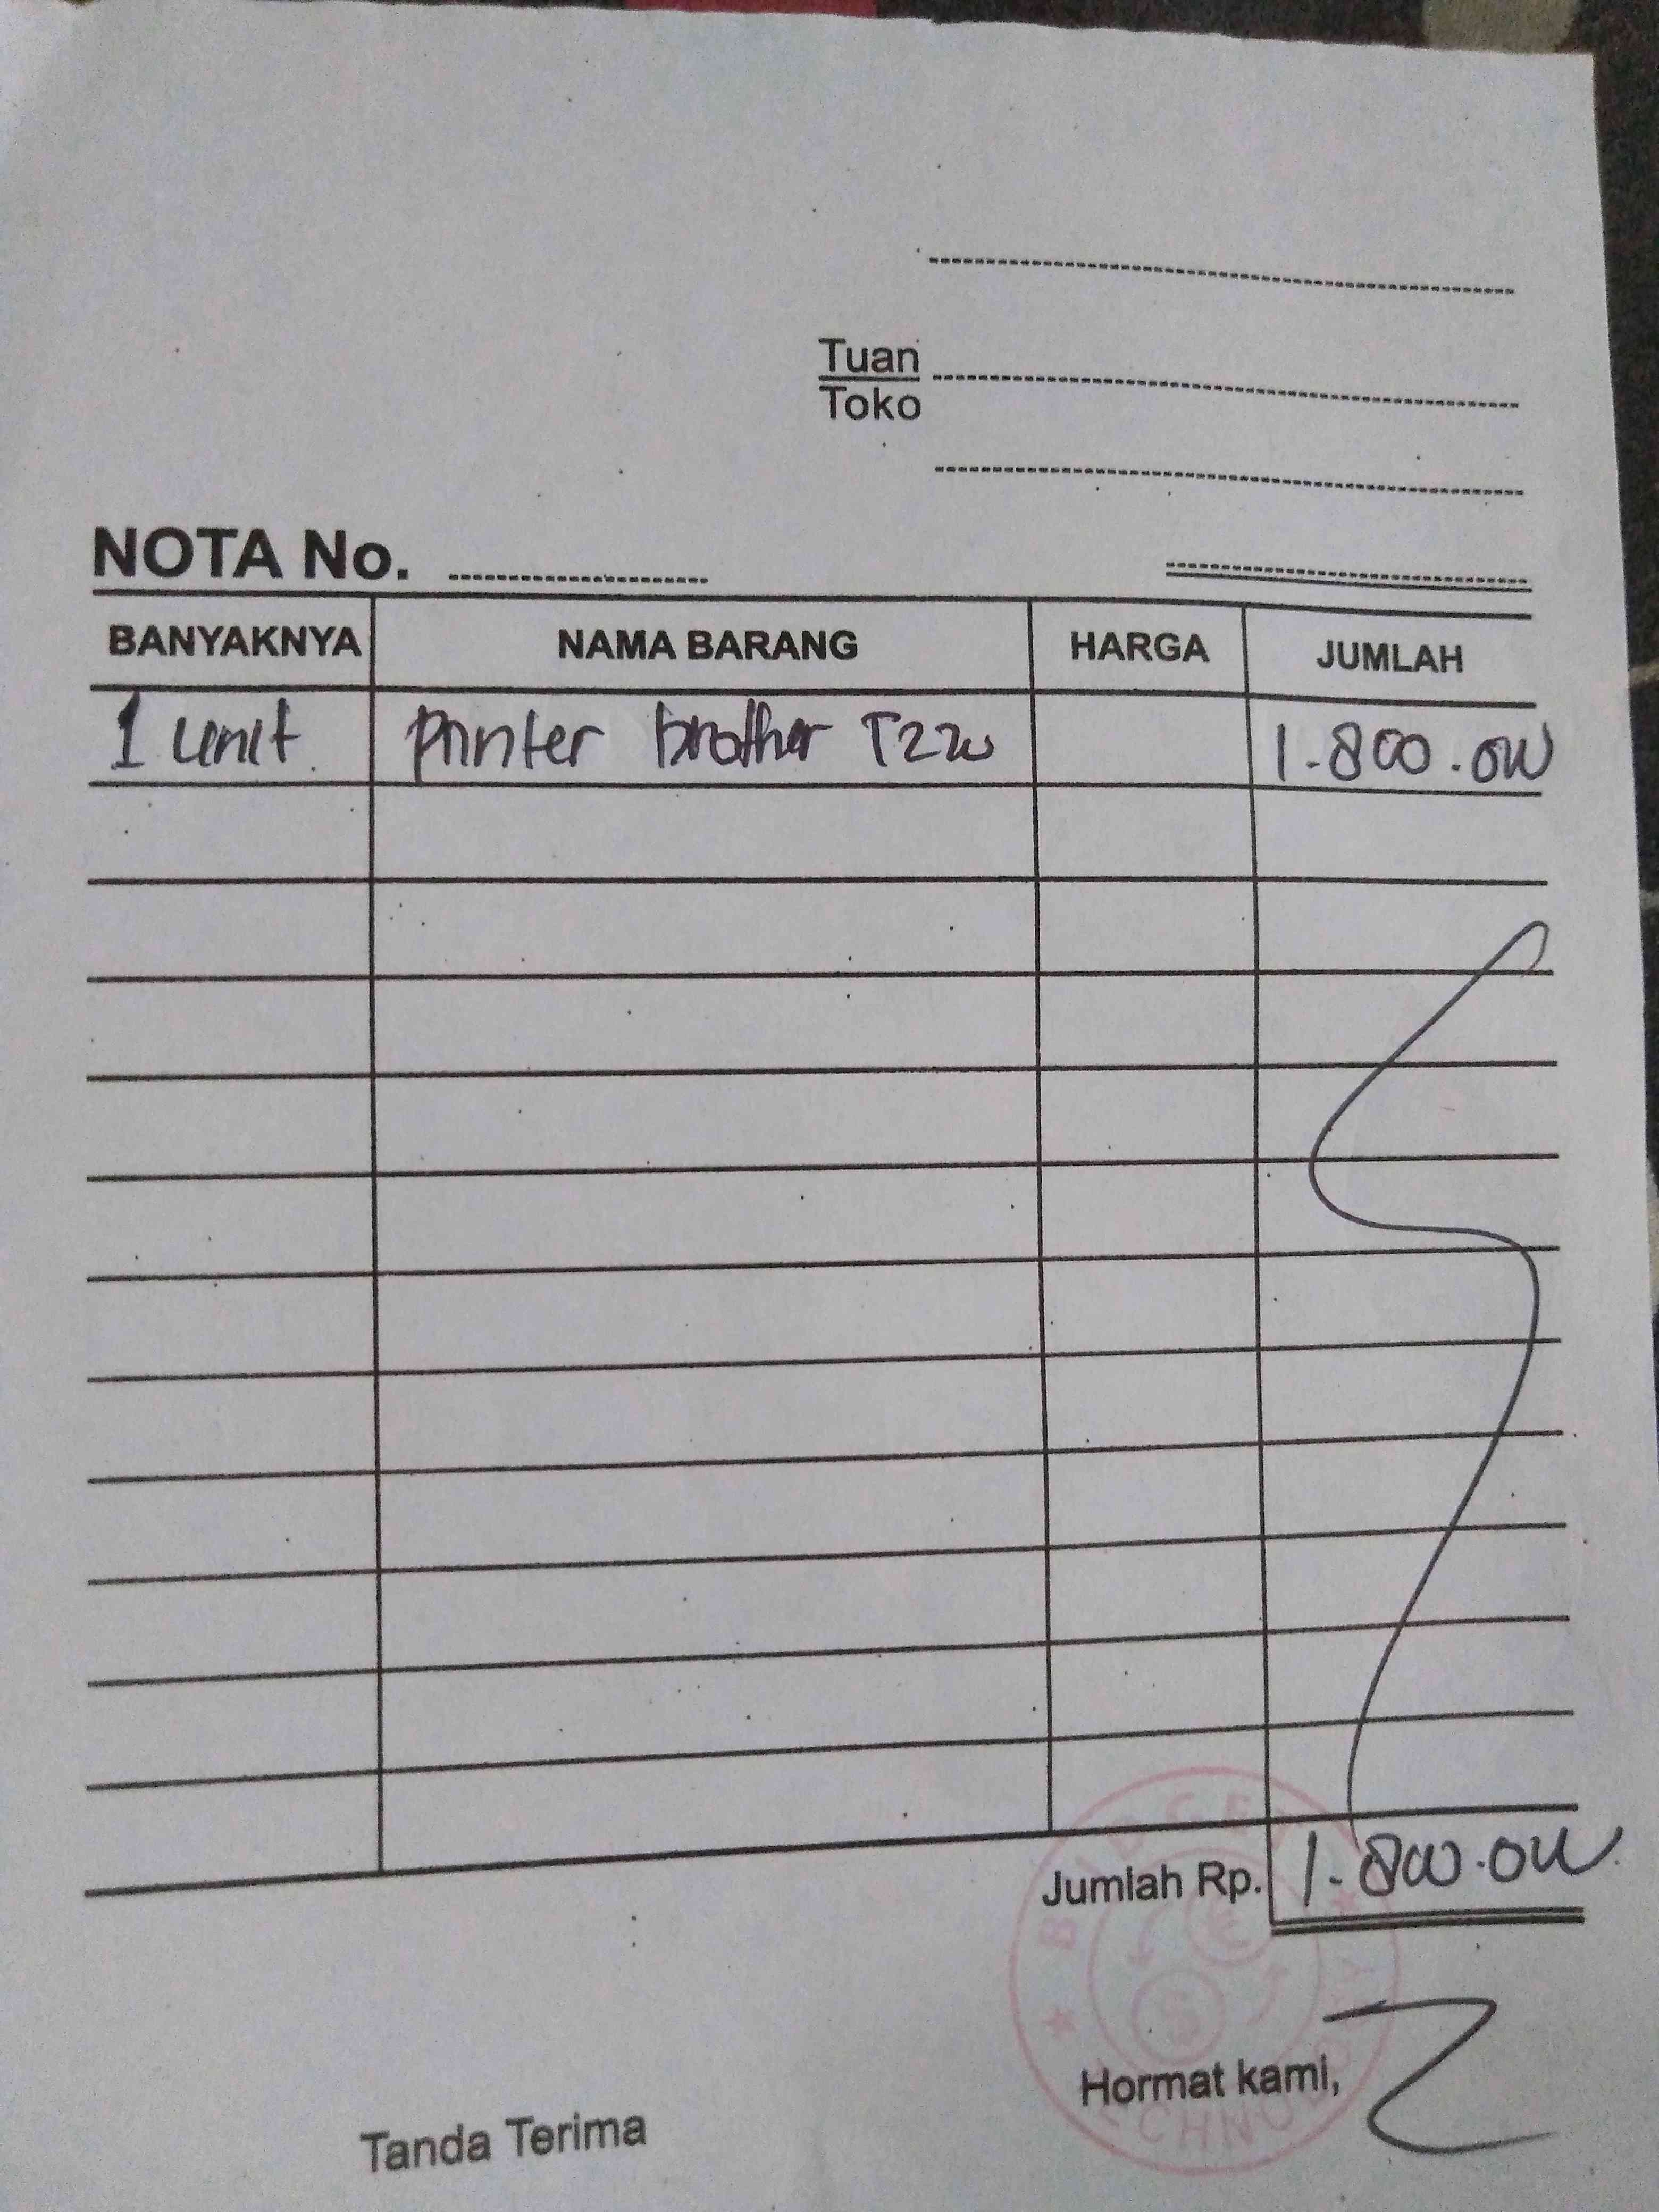 Tuan
Toko
NOTA No.
BANYAKNYA NAMA BARANG HARGA JUMLAH
1 unit Printer brother T220 1.800.000
Jumlah Rp. 1.800.000
Hormat kami,
Tanda Terima